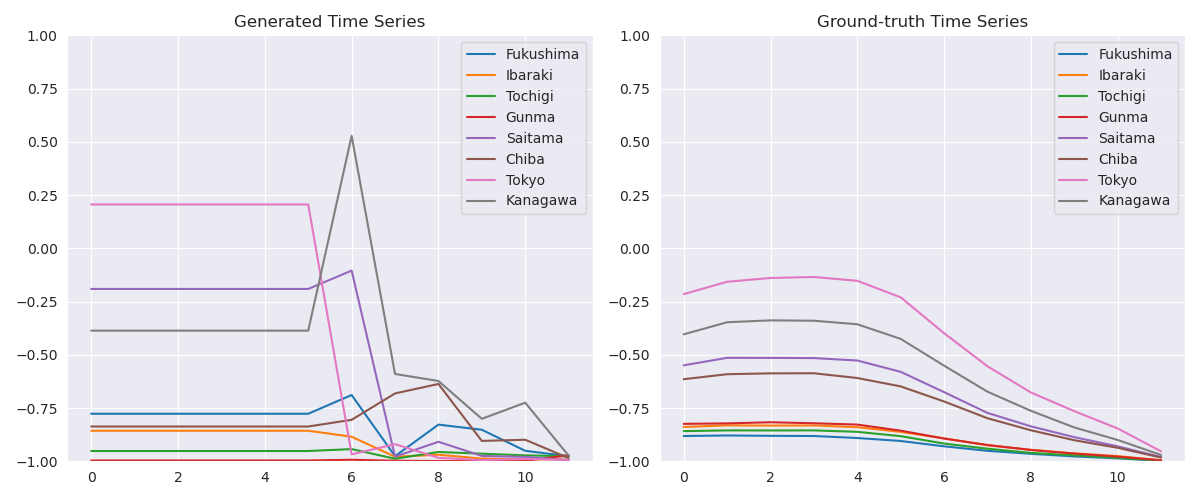 Generated Time Series
1.00
0.75
0.50
0.25
0.00
−0.25
−0.50
−0.75
−1.00
0 2 4 6 8 10
Fukushima
Ibaraki
Tochigi
Gunma
Saitama
Chiba
Tokyo
Kanagawa
Ground-truth Time Series
1.00
0.75
0.50
0.25
0.00
−0.25
−0.50
−0.75
−1.00
0 2 4 6 8 10
Fukushima
Ibaraki
Tochigi
Gunma
Saitama
Chiba
Tokyo
Kanagawa